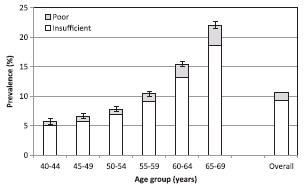 25
20
15
10
5
0
Prevalence (%)
Poor
Insufficient
40-44 45-49 50-54 55-59 60-64 65-69 Overall
Age group (years)